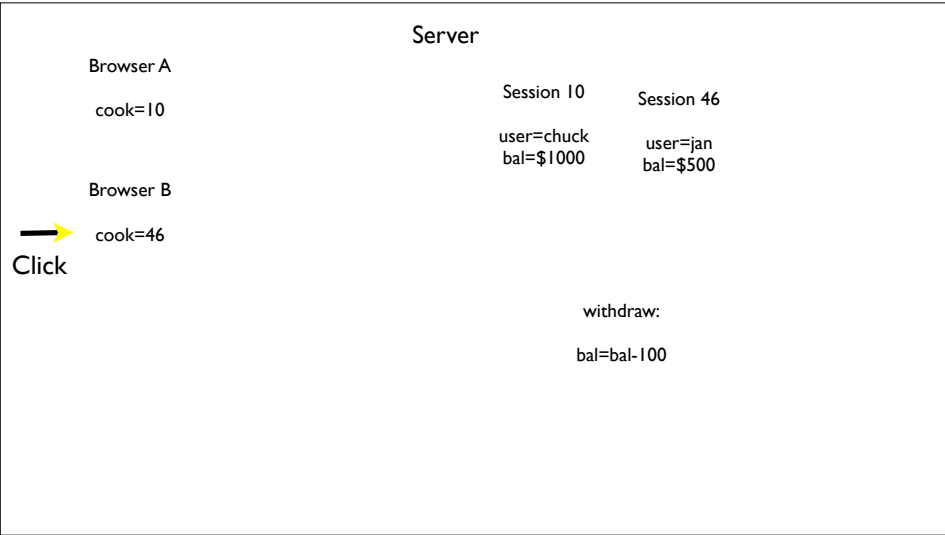 Server
Browser A
cook=10
Browser B
cook=46
Click
Session 10
user=chuck
bal=$1000
Session 46
user=jan
bal=$500
withdraw:
bal=bal-100